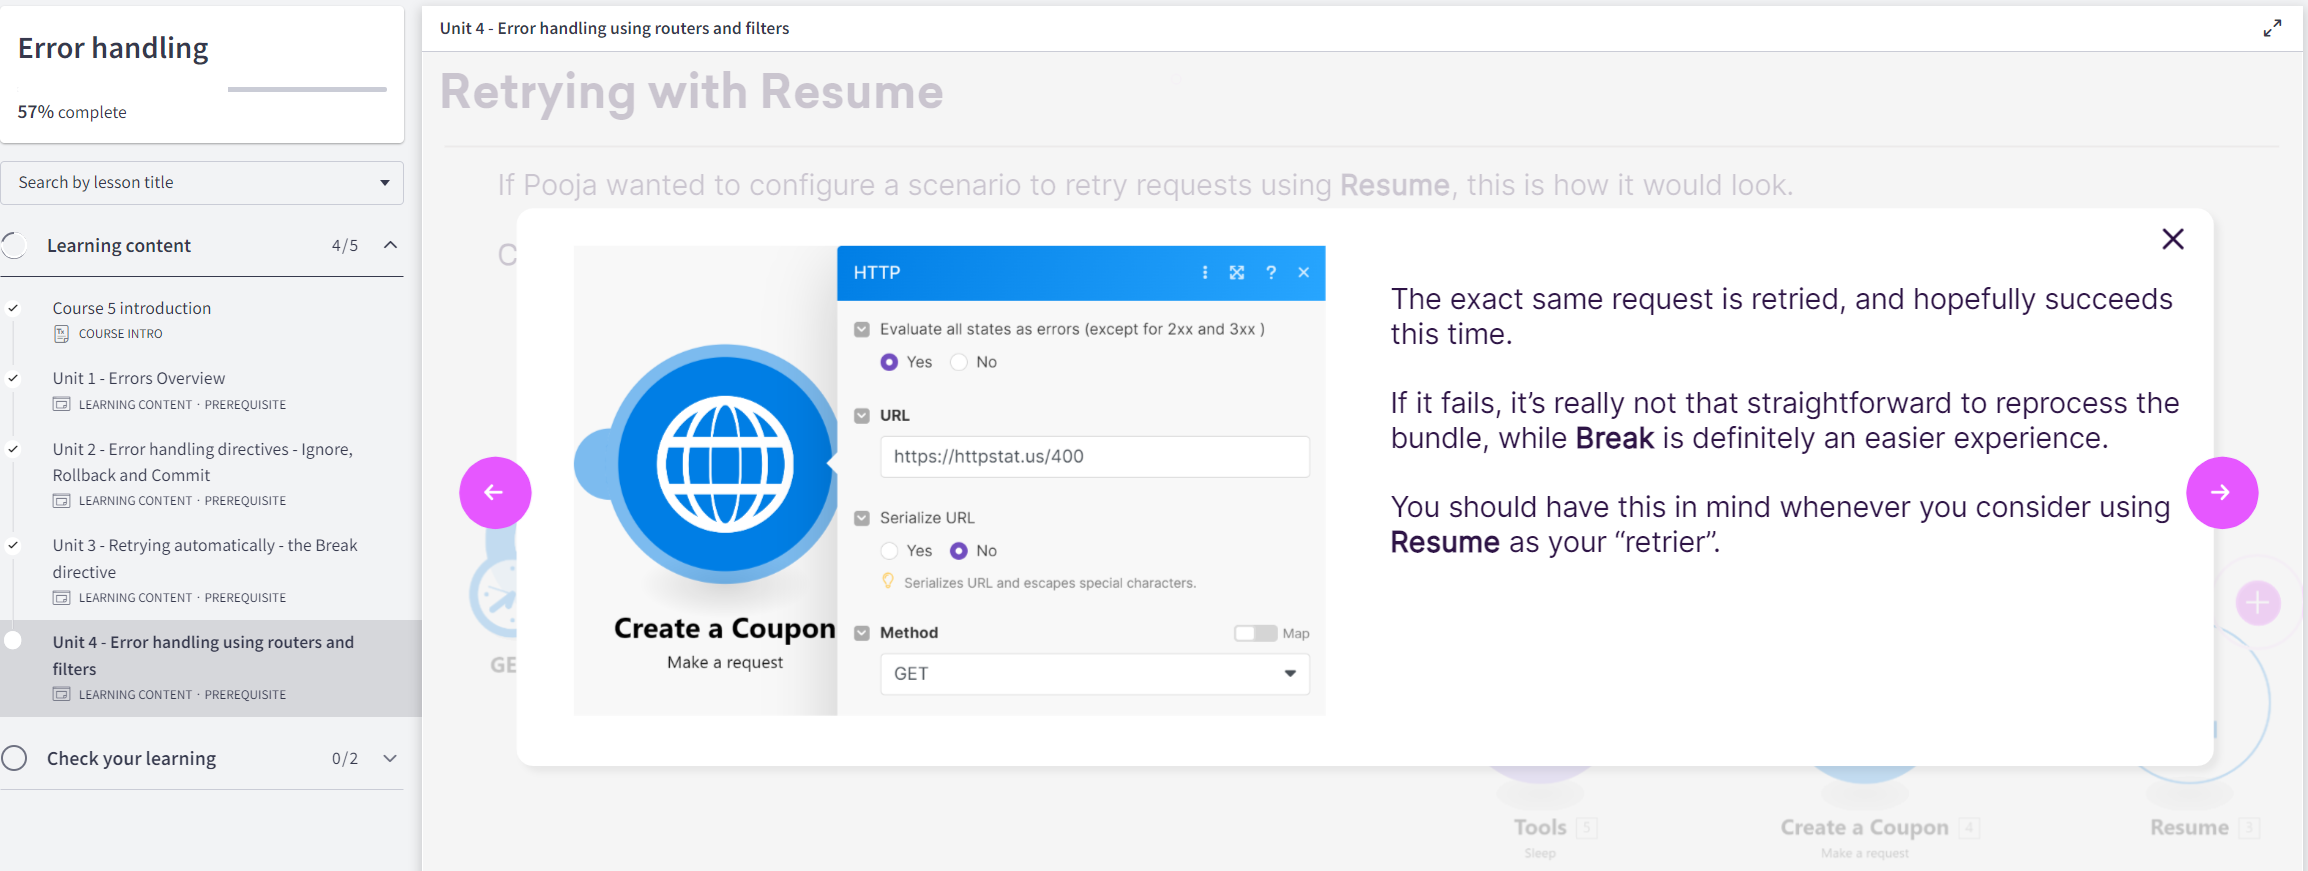 Error handling
57% complete
Search by lesson title
Learning content 4/5
Course 5 introduction
COURSE INTRO
Unit 1 - Errors Overview
LEARNING CONTENT · PREREQUISITE
Unit 2 - Error handling directives - Ignore,
Rollback and Commit
LEARNING CONTENT · PREREQUISITE
Unit 3 - Retrying automatically - the Break
directive
LEARNING CONTENT · PREREQUISITE
Unit 4 - Error handling using routers and
filters
LEARNING CONTENT · PREREQUISITE
Check your learning 0/2
Unit 4 - Error handling using routers and filters
Retrying with Resume
If Pooja wanted to configure a scenario to retry requests using Resume, this is how it would look.
C
HTTP
Evaluate all states as errors (except for 2xx and 3xx )
Yes No
URL
https://httpstat.us/400
Serialize URL
Yes No
Serializes URL and escapes special characters.
Method Map
GET
Create a Coupon
Make a request
The exact same request is retried, and hopefully succeeds
this time.
If it fails, it's really not that straightforward to reprocess the
bundle, while Break is definitely an easier experience.
You should have this in mind whenever you consider using
Resume as your “retrier”.
GE
Tools 5
Sleep
Create a Coupon 4
Make a request
Resume 3